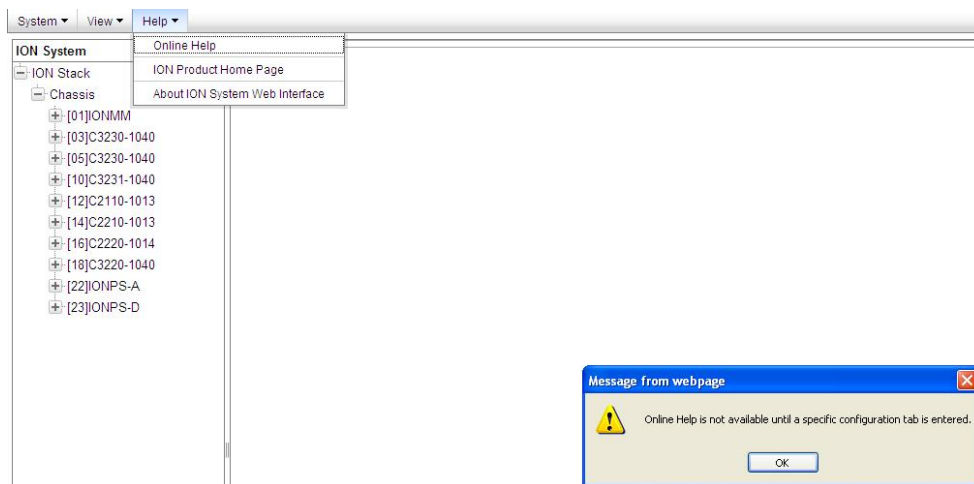 System View Help
Online Help
ION Product Home Page
About ION System Web Interface
ION System
ION Stack
Chassis
[01]IONMM
[03]C3230-1040
[05]C3230-1040
[10]C3231-1040
[12]C2110-1013
[14]C2210-1013
[16]C2220-1014
[18]C3220-1040
[22]IONPS-A
[23]IONPS-D
Message from webpage
Online Help is not available until a specific configuration tab is entered.
OK